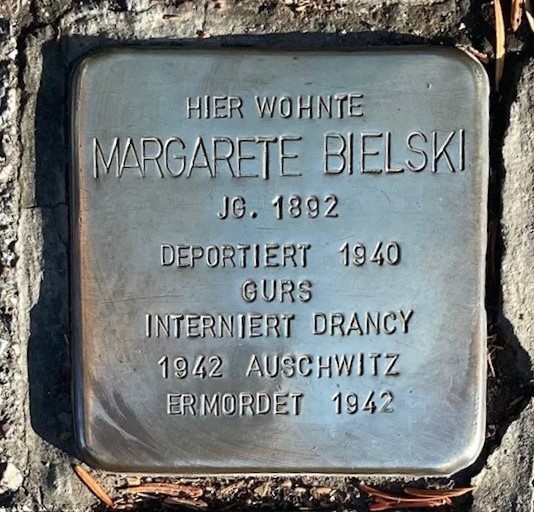 HIER WOHNTE
MARGARETE BIELSKI
JG. 1892
DEPORTIERT 1940
GURS
INTERNIERT DRANCY
1942 AUSCHWITZ
ERMORDET 1942